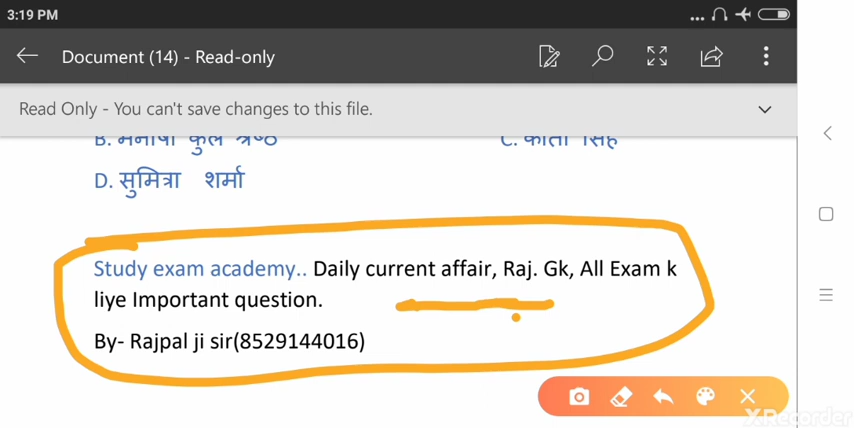 3:19 PM
Document (14) - Read-only
Read Only - You can't save changes to this file.
B. मनीषा कुल श्रेष्ठ C. कांता सिंह
D. सुमित्रा शर्मा
Study exam academy.. Daily current affair, Raj. Gk, All Exam k
liye Important question.
By- Rajpal ji sir(8529144016)
XRecorder